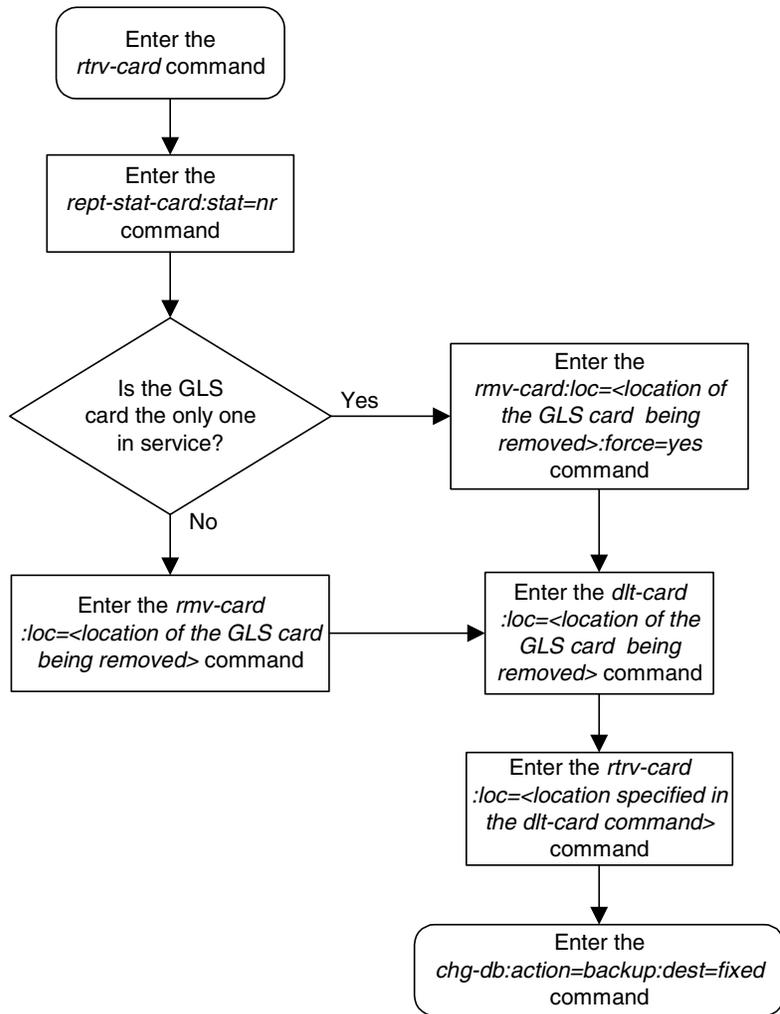 Enter the
rtrv-card command
Enter the
rept-stat-card:stat=nr
command
Is the GLS
card the only one
in service?
Yes
Enter the
rmv-card:loc=<location of
the GLS card  being
removed>:force=yes
command
No
Enter the rmv-card
:loc=<location of the GLS card
being removed> command
Enter the dlt-card
:loc=<location of the
GLS card  being
removed> command
Enter the rtrv-card
:loc=<location specified in
the dlt-card command>
command
Enter the
chg-db:action=backup:dest=fixed
command